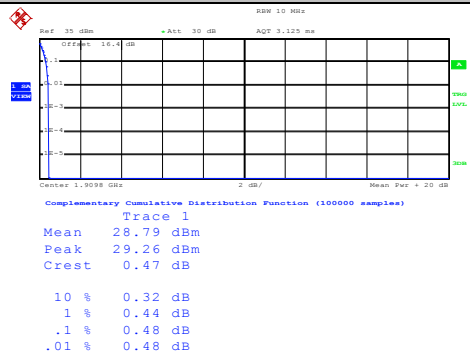 RBW 10 MHz
Ref 35 dBm Att 30 dB AQT 3.125 ms
Offset 16.4 dB
0.1
A
1 SA
VIEW
0.01
TRG
LVL
1E-3
1E-4
1E-5
3DB
Center 1.9098 GHz 2 dB/ Mean Pwr + 20 dB
Complementary Cumulative Distribution Function (100000 samples)
Trace 1
Mean 28.79 dBm
Peak 29.26 dBm
Crest 0.47 dB
10 % 0.32 dB
1 % 0.44 dB
.1 % 0.48 dB
.01 % 0.48 dB